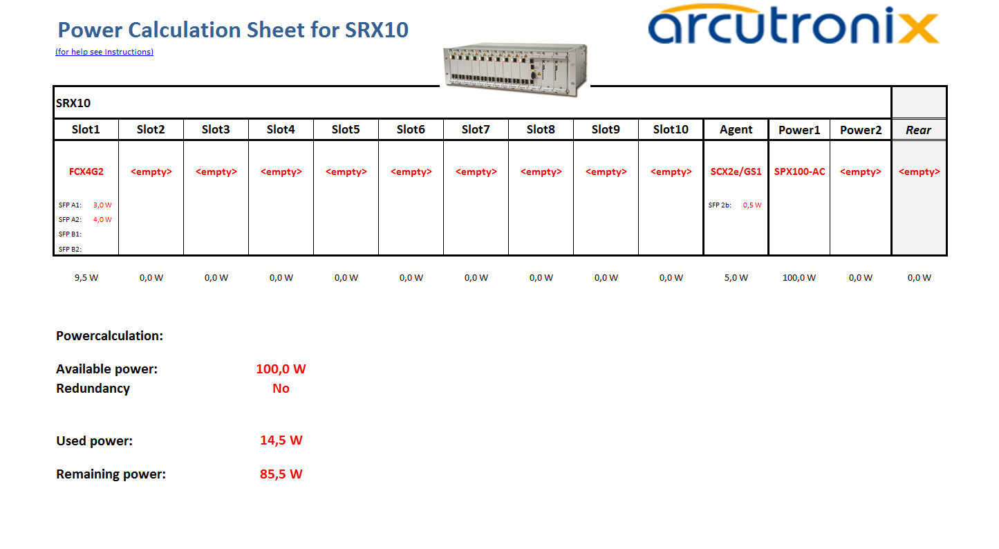 Power Calculation Sheet for SRX10
arcutronix
(for help see Instructions)
SRX10
Slot1 Slot2 Slot3 Slot4 Slot5 Slot6 Slot7 Slot8 Slot9 Slot10 Agent Power1 Power2 Rear
FCX4G2 <empty> <empty> <empty> <empty> <empty> <empty> <empty> <empty> <empty> SCX2e/GS1 SPX100-AC <empty> <empty>
SFP A1: 3,0 W SFP 2b: 0,5 W
SFP A2: 4,0 W
SFP B1:
SFP B2:
9,5 W 0,0 W 0,0 W 0,0 W 0,0 W 0,0 W 0,0 W 0,0 W 0,0 W 0,0 W 5,0 W 100,0 W 0,0 W 0,0 W
Powercalculation:
Available power: 100,0 W
Redundancy No
Used power: 14,5 W
Remaining power: 85,5 W